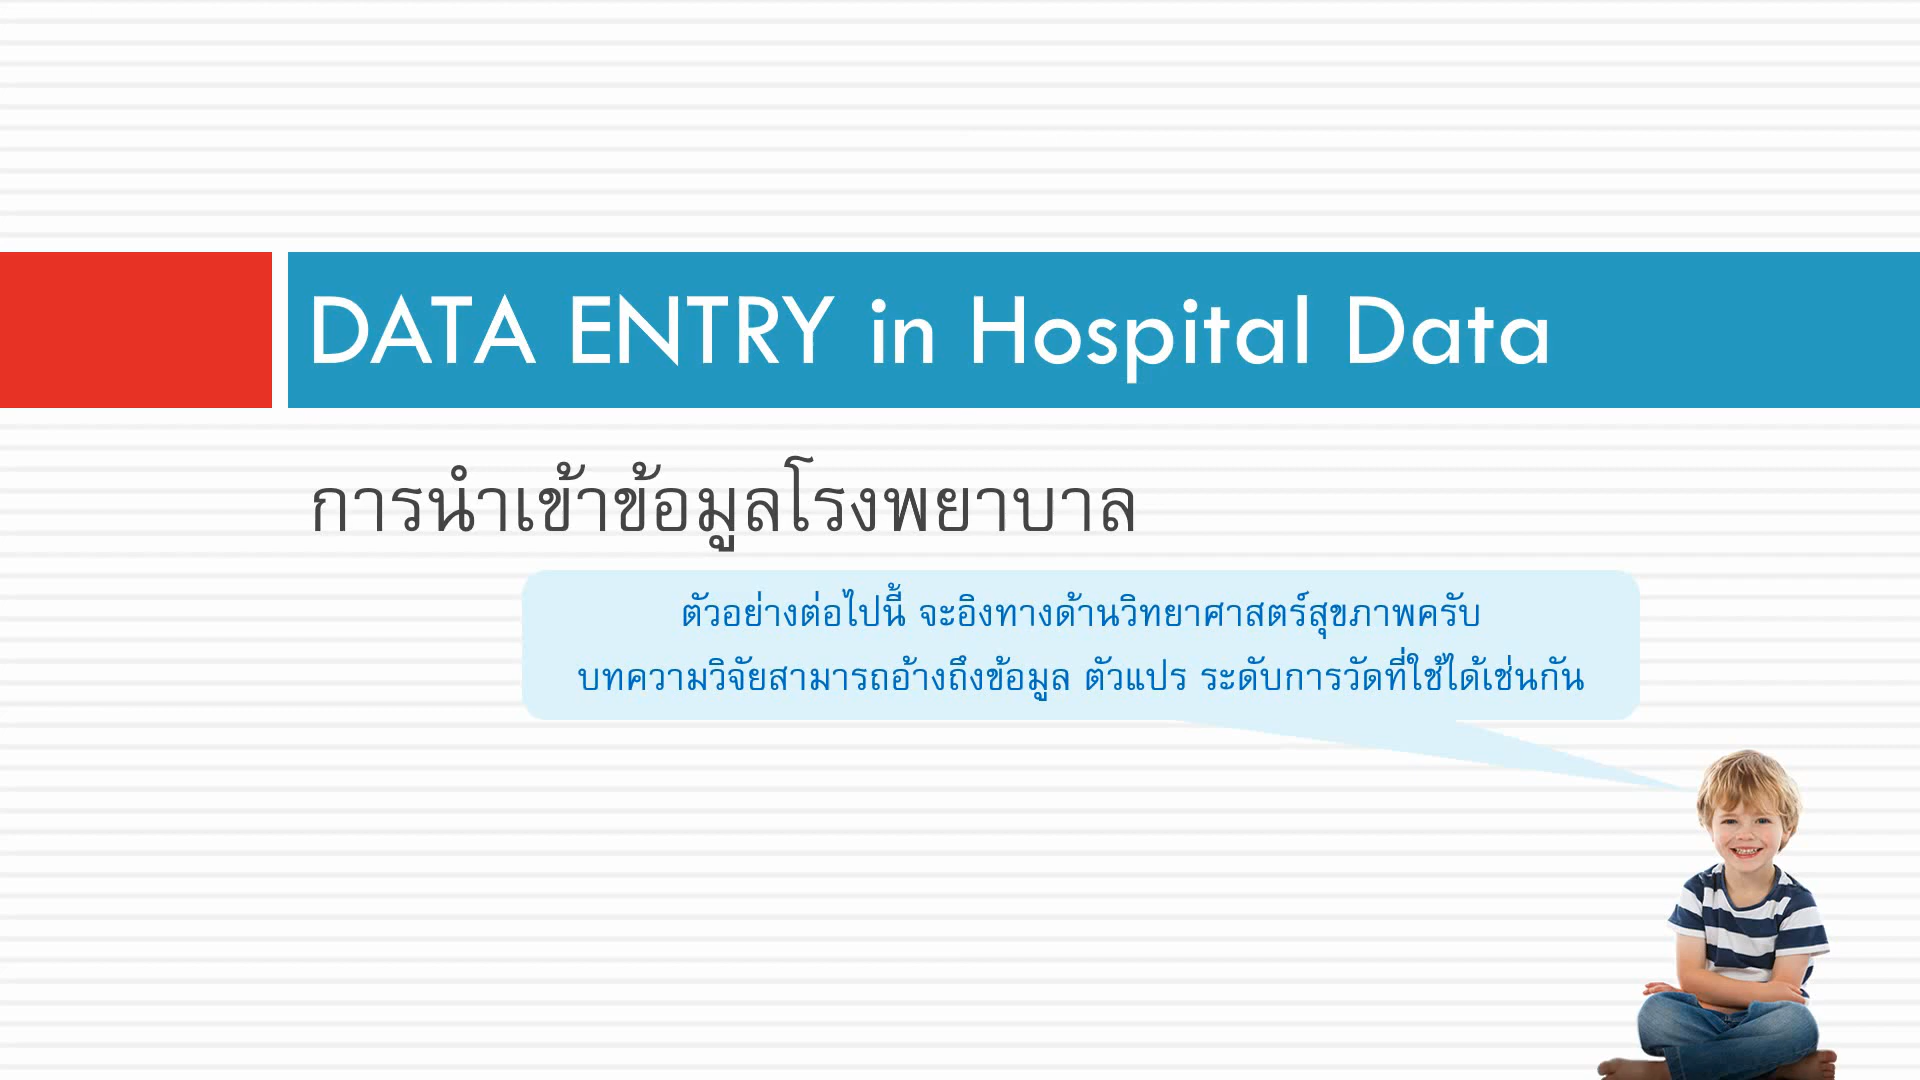 DATA ENTRY in Hospital Data
การนำเข้าข้อมูลโรงพยาบาล
ตัวอย่างต่อไปนี้ จะอิงทางด้านวิทยาศาสตร์สุขภาพครับ
บทความวิจัยสามารถอ้างถึงข้อมูล ตัวแปร ระดับการวัดที่ใช้ได้เช่นกัน